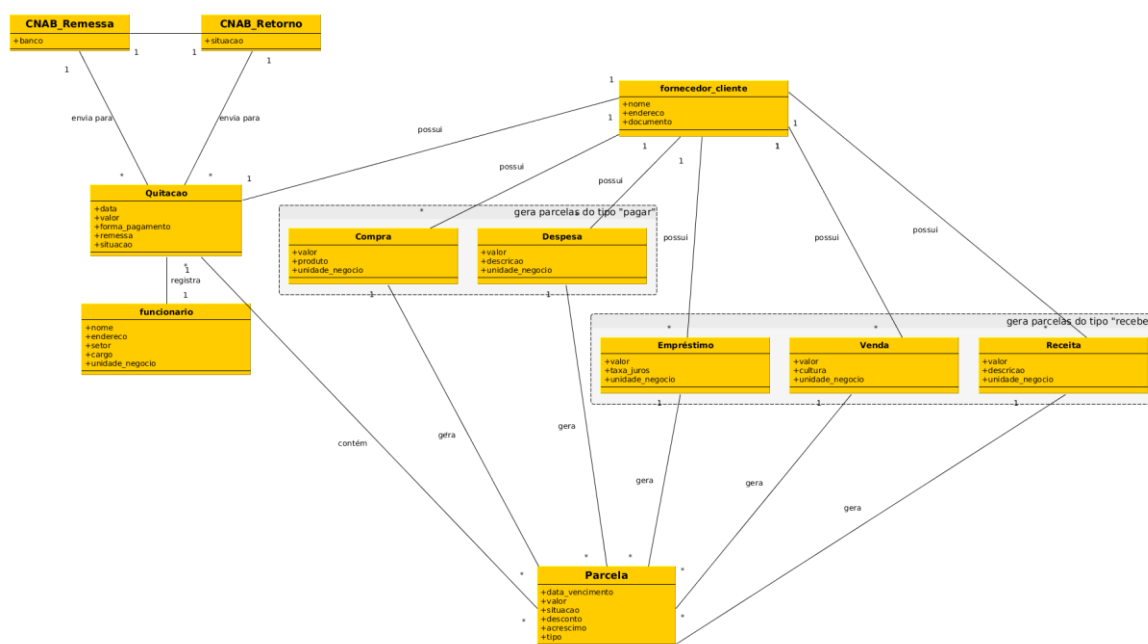 CNAB_Remessa
+banco
CNAB_Retorno
+situacao
1
1
1
1
envia para
envia para
*
*
fornecedor_cliente
+nome
+endereco
+documento
1
1
1
1
1
1
1
possui
possui
possui
possui
possui
possui
Quitacao
+data
+valor
+forma_pagamento
+remessa
+situacao
1
registra
1
*
funcionario
+nome
+endereco
+setor
+cargo
+unidade_negocio
gera parcelas do tipo "pagar"
*
*
Compra
+valor
+produto
+unidade_negocio
1
Despesa
+valor
+descricao
+unidade_negocio
1
gera parcelas do tipo "recebe
*
*
*
Empréstimo
+valor
+taxa_juros
+unidade_negocio
1
Venda
+valor
+cultura
+unidade_negocio
1
Receita
+valor
+descricao
+unidade_negocio
1
contém
gera
gera
gera
gera
gera
*
*
*
*
*
*
Parcela
+data_vencimento
+valor
+situacao
+desconto
+acrescimo
+tipo